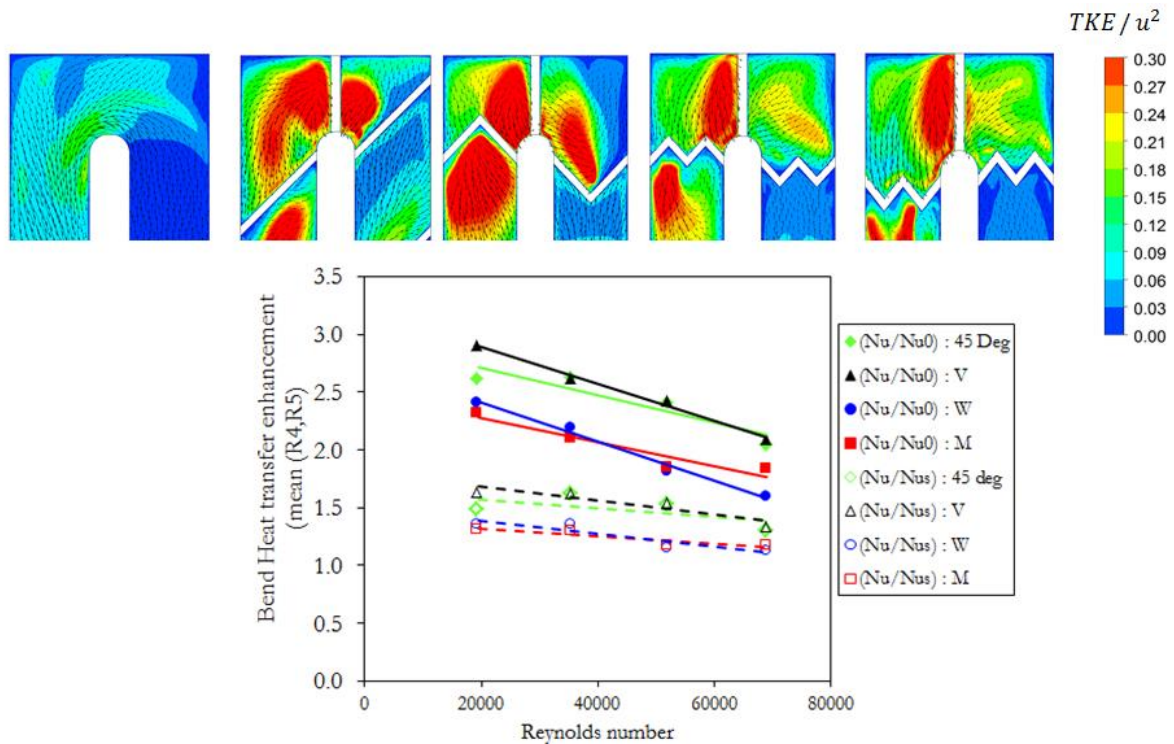 TKE / u²
0.30
0.27
0.24
0.21
0.18
0.15
0.12
0.09
0.06
0.03
0.00
Bend Heat transfer enhancement
(mean (R4,R5)
3.5
3.0
2.5
2.0
1.5
1.0
0.5
0.0
0
20000
40000
60000
80000
Reynolds number
(Nu/Nu0) : 45 Deg
(Nu/Nu0) : V
(Nu/Nu0) : W
(Nu/Nu0) : M
(Nu/Nus) : 45 deg
(Nu/Nus) : V
(Nu/Nus) : W
(Nu/Nus) : M